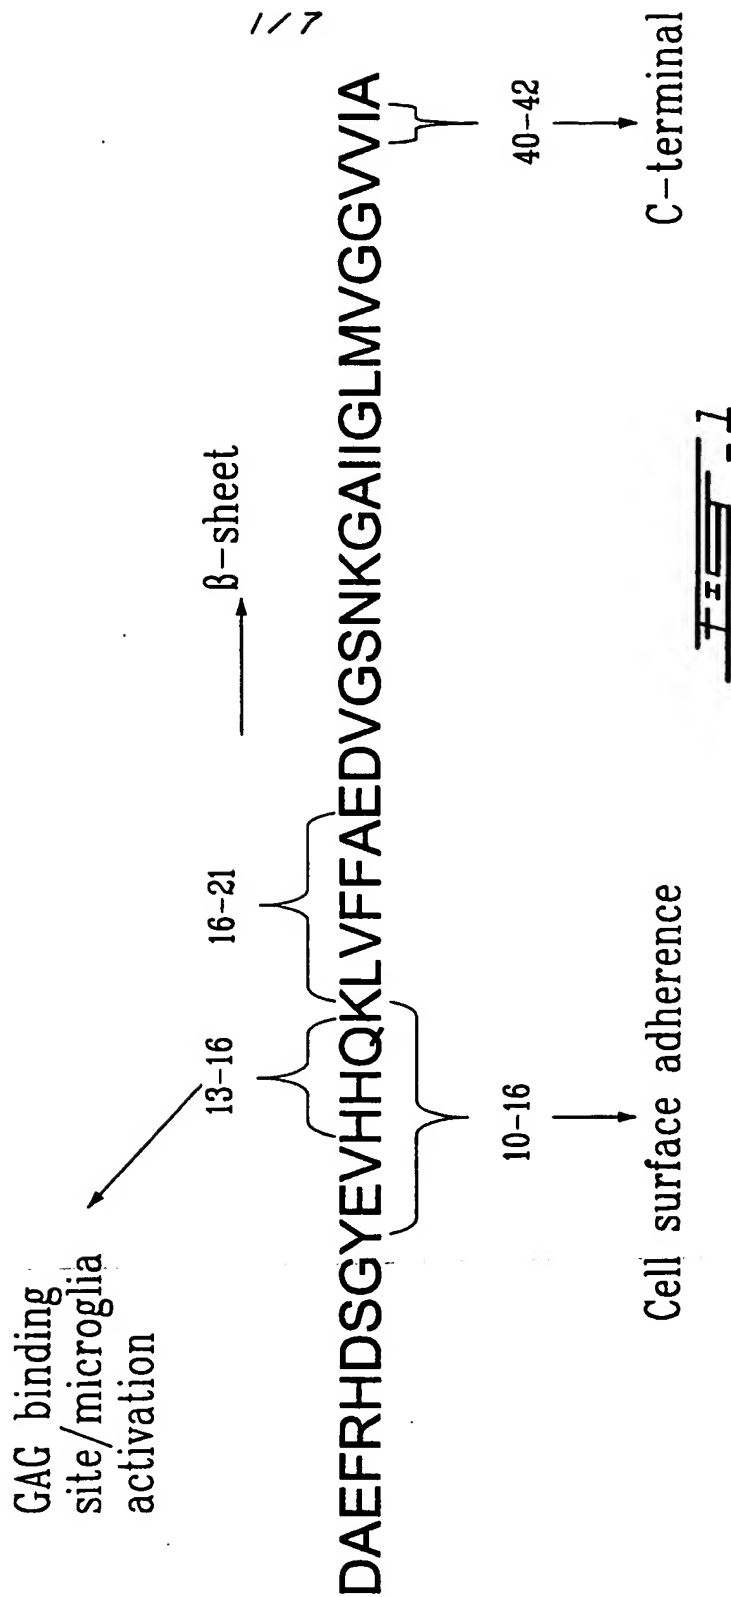 1/7
GAG binding
site/microglia
activation
13-16
16-21
β-sheet
DAEFRHDSGYEVHHQKLVFFAEDVGSNKGAIIGLMVGGVVIA
10-16
Cell surface adherence
40-42
C-terminal